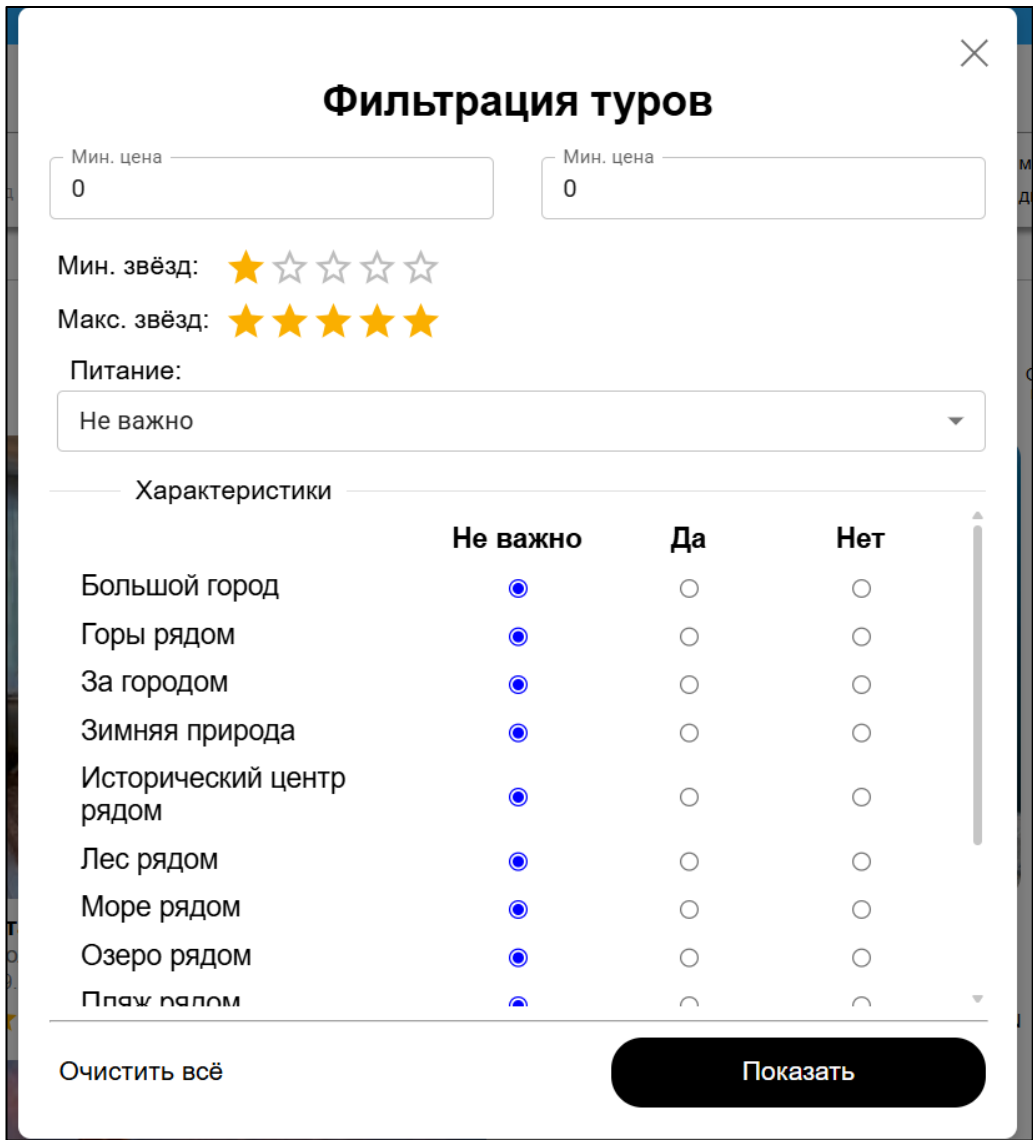 Фильтрация туров
Мин. цена Мин. цена
0 0
Мин. звёзд:
Макс. звёзд:
Питание:
Не важно
Характеристики
Не важно Да Нет
Большой город
Горы рядом
За городом
Зимняя природа
Исторический центр
рядом
Лес рядом
Море рядом
Озеро рядом
Пляж рядом
Очистить всё Показать